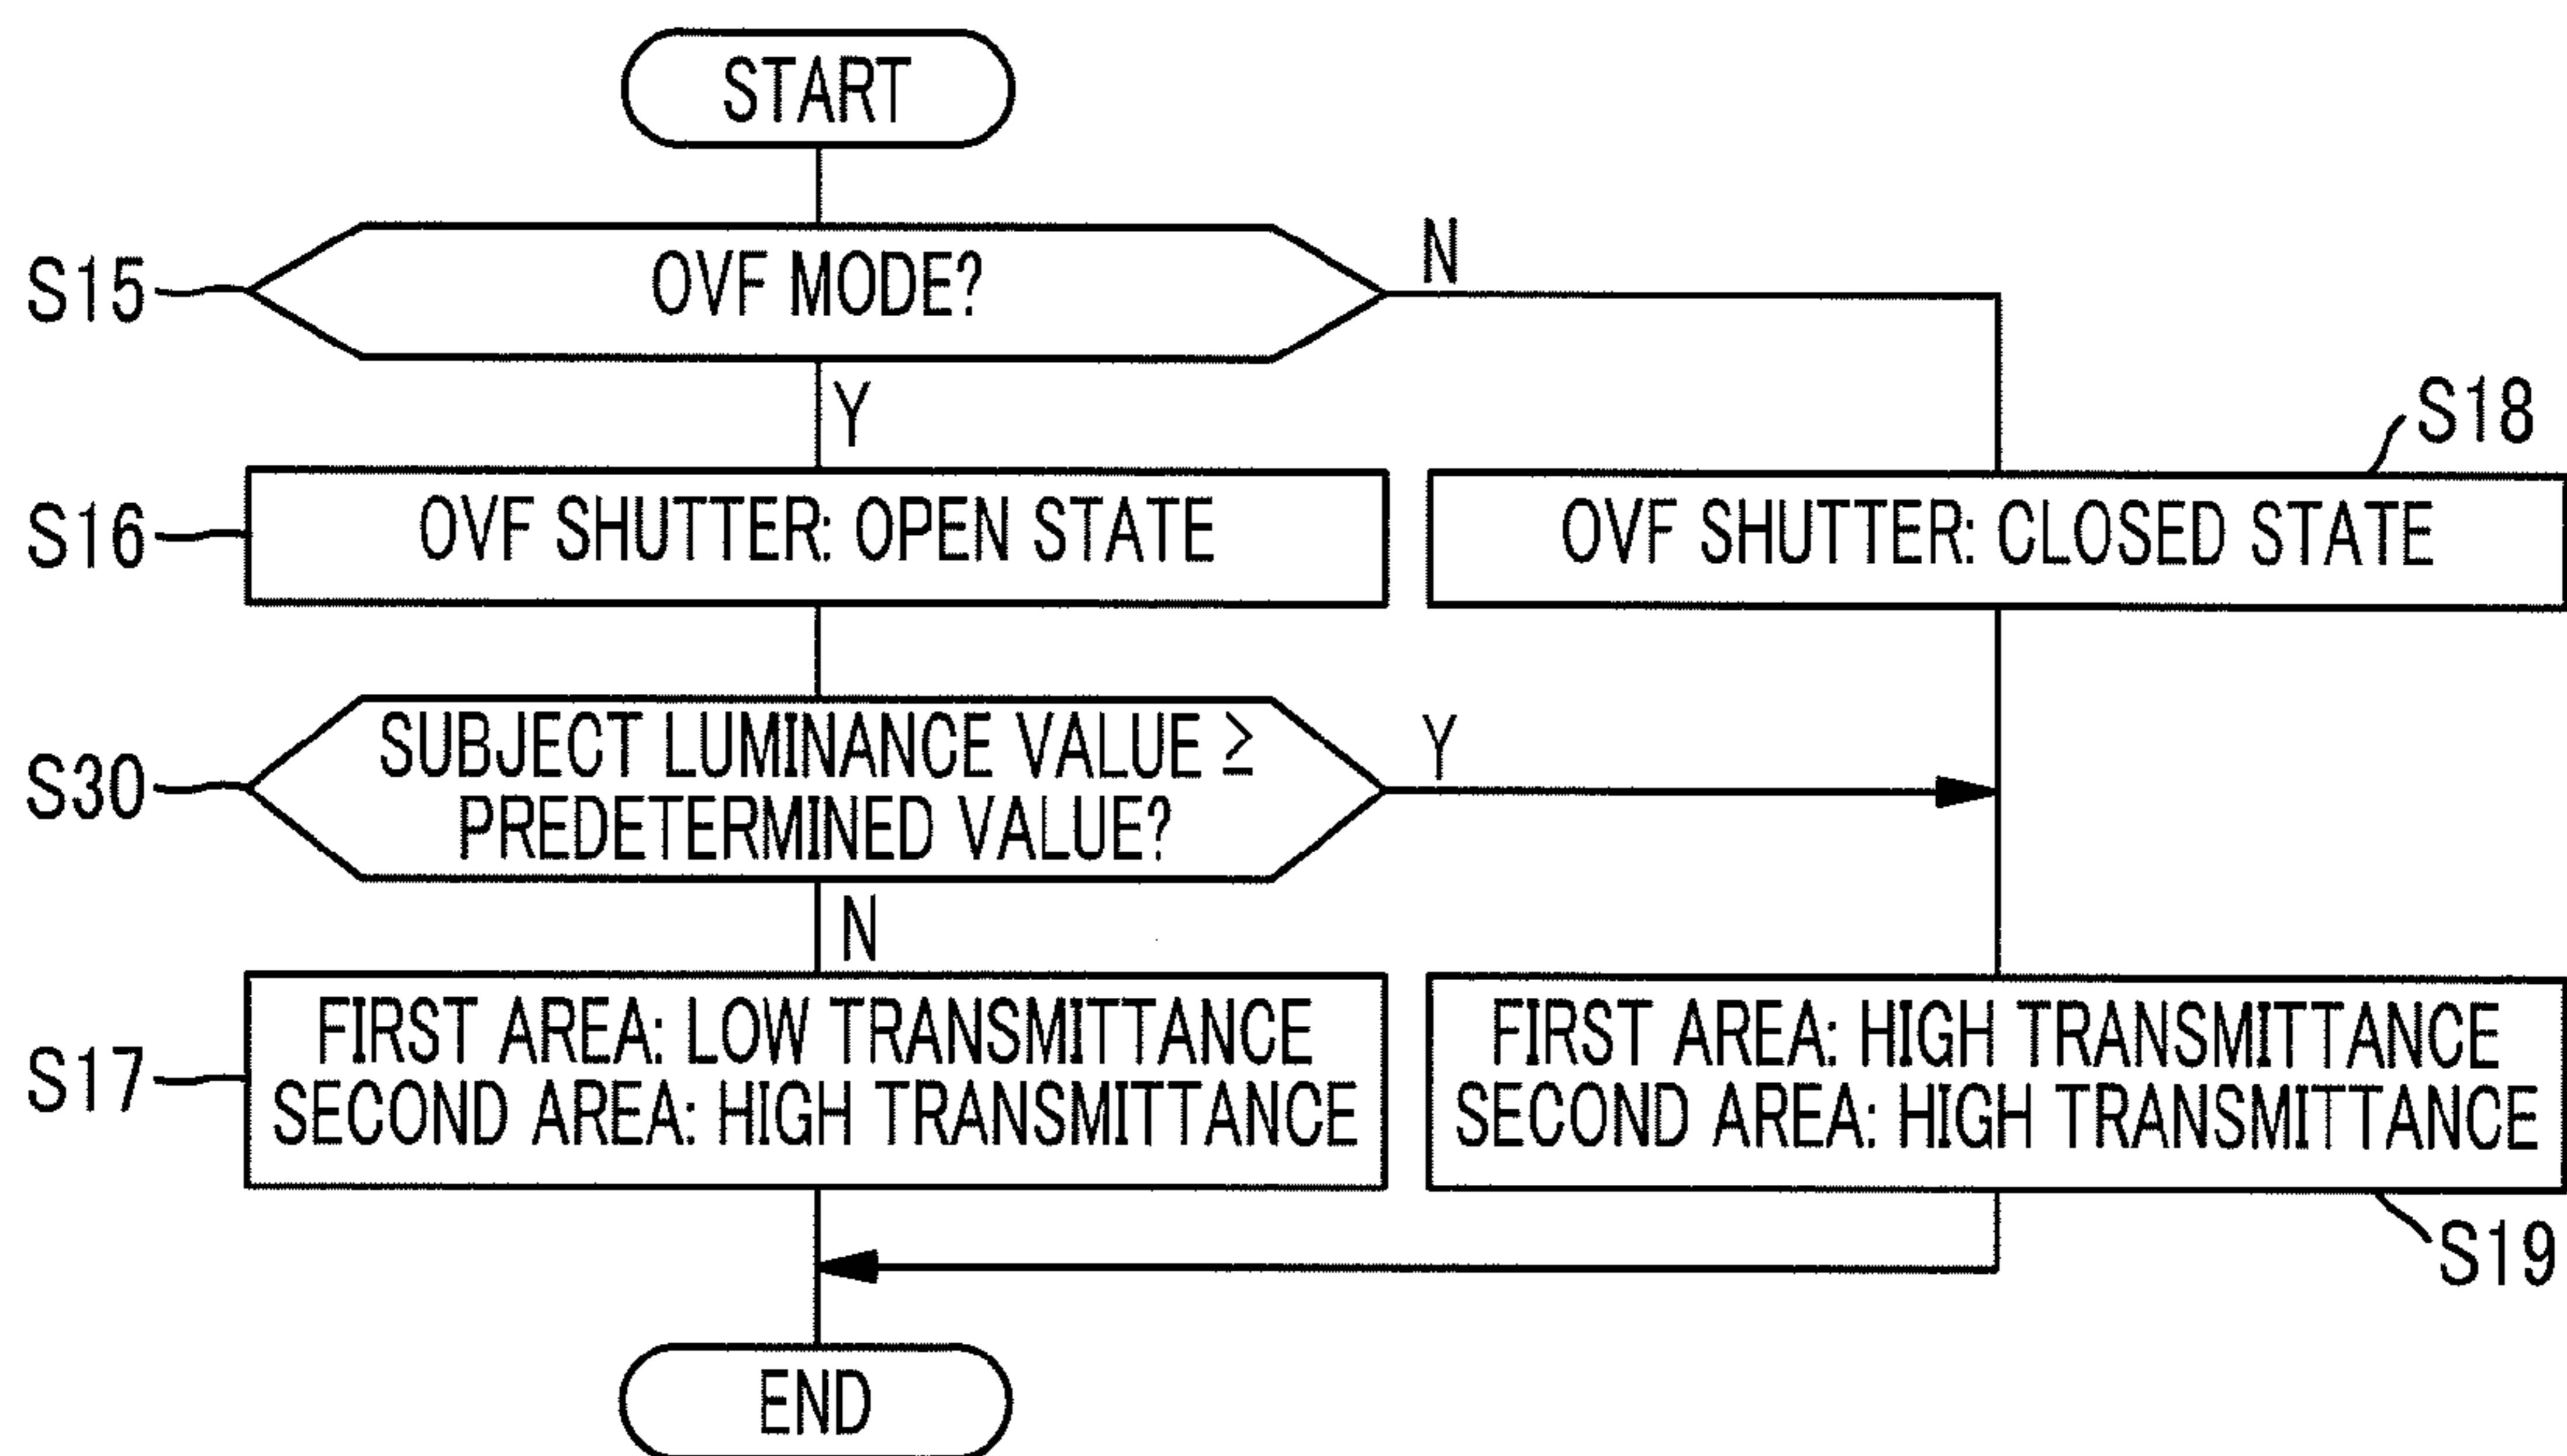 START
S15
OVF MODE?
N
Y
S18
S16
OVF SHUTTER: OPEN STATE
OVF SHUTTER: CLOSED STATE
S30
SUBJECT LUMINANCE VALUE ≥
PREDETERMINED VALUE?
Y
N
S17
FIRST AREA: LOW TRANSMITTANCE
SECOND AREA: HIGH TRANSMITTANCE
FIRST AREA: HIGH TRANSMITTANCE
SECOND AREA: HIGH TRANSMITTANCE
S19
END